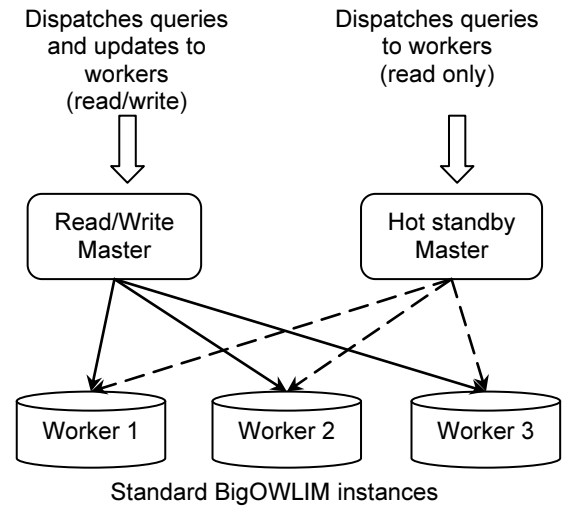 Dispatches queries
and updates to
workers
(read/write)
Dispatches queries
to workers
(read only)
Read/Write
Master
Hot standby
Master
Worker 1
Worker 2
Worker 3
Standard BigOWLIM instances